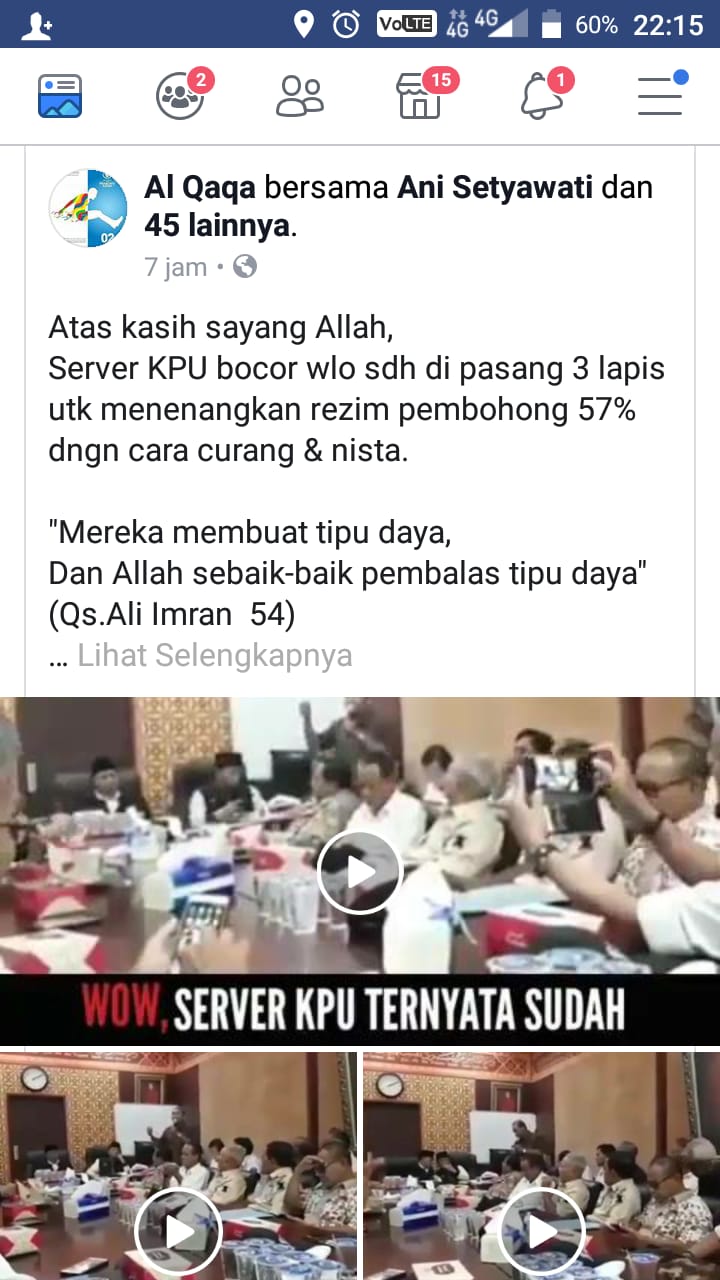 VoLTE 4G 4G 60% 22:15
2 15 1
Al Qaqa bersama Ani Setyawati dan
45 lainnya.
7 jam •
Atas kasih sayang Allah,
Server KPU bocor wlo sdh di pasang 3 lapis
utk menenangkan rezim pembohong 57%
dngn cara curang & nista.
"Mereka membuat tipu daya,
Dan Allah sebaik-baik pembalas tipu daya"
(Qs.Ali Imran  54)
... Lihat Selengkapnya
WOW, SERVER KPU TERNYATA SUDAH